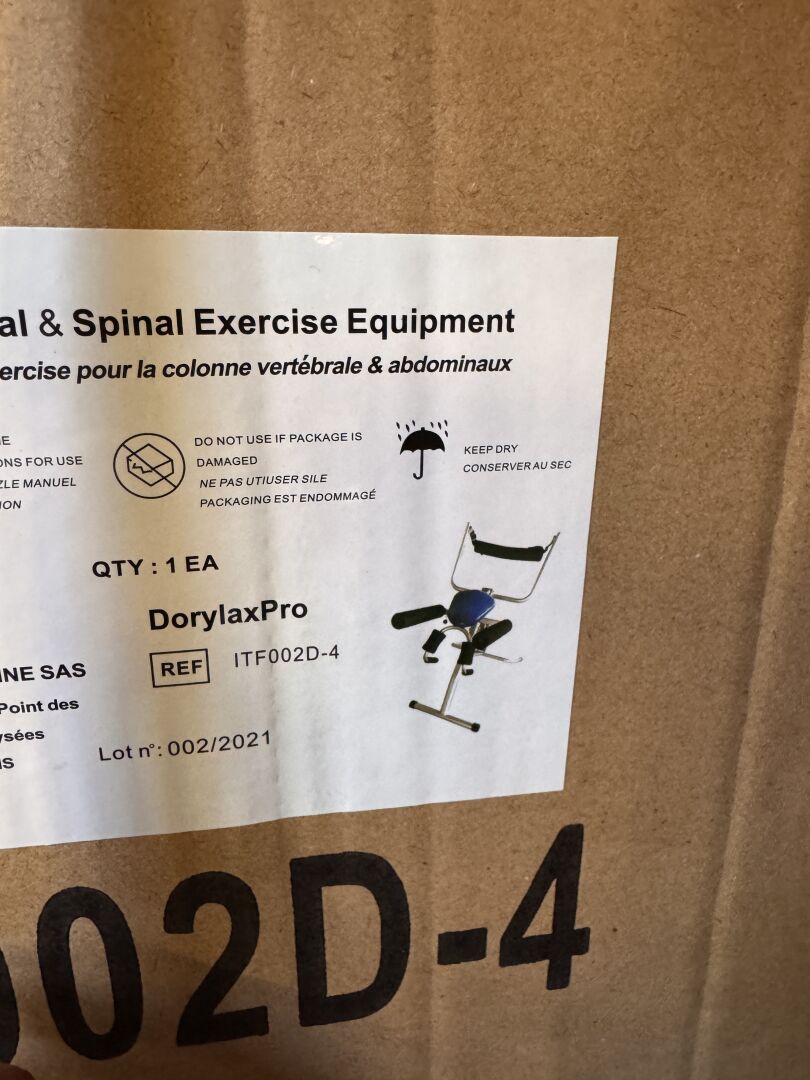 al & Spinal Exercise Equipment
ercise pour la colonne vertébrale & abdominaux
E
ONS FOR USE
ZLE MANUEL
ION
DO NOT USE IF PACKAGE IS
DAMAGED
NE PAS UTIUSER SILE
PACKAGING EST ENDOMMAGÉ
KEEP DRY
CONSERVER AU SEC
QTY : 1 EA
DorylaxPro
REF ITF002D-4
INE SAS
Point des
ysées
IS
Lot n°: 002/2021
002D-4